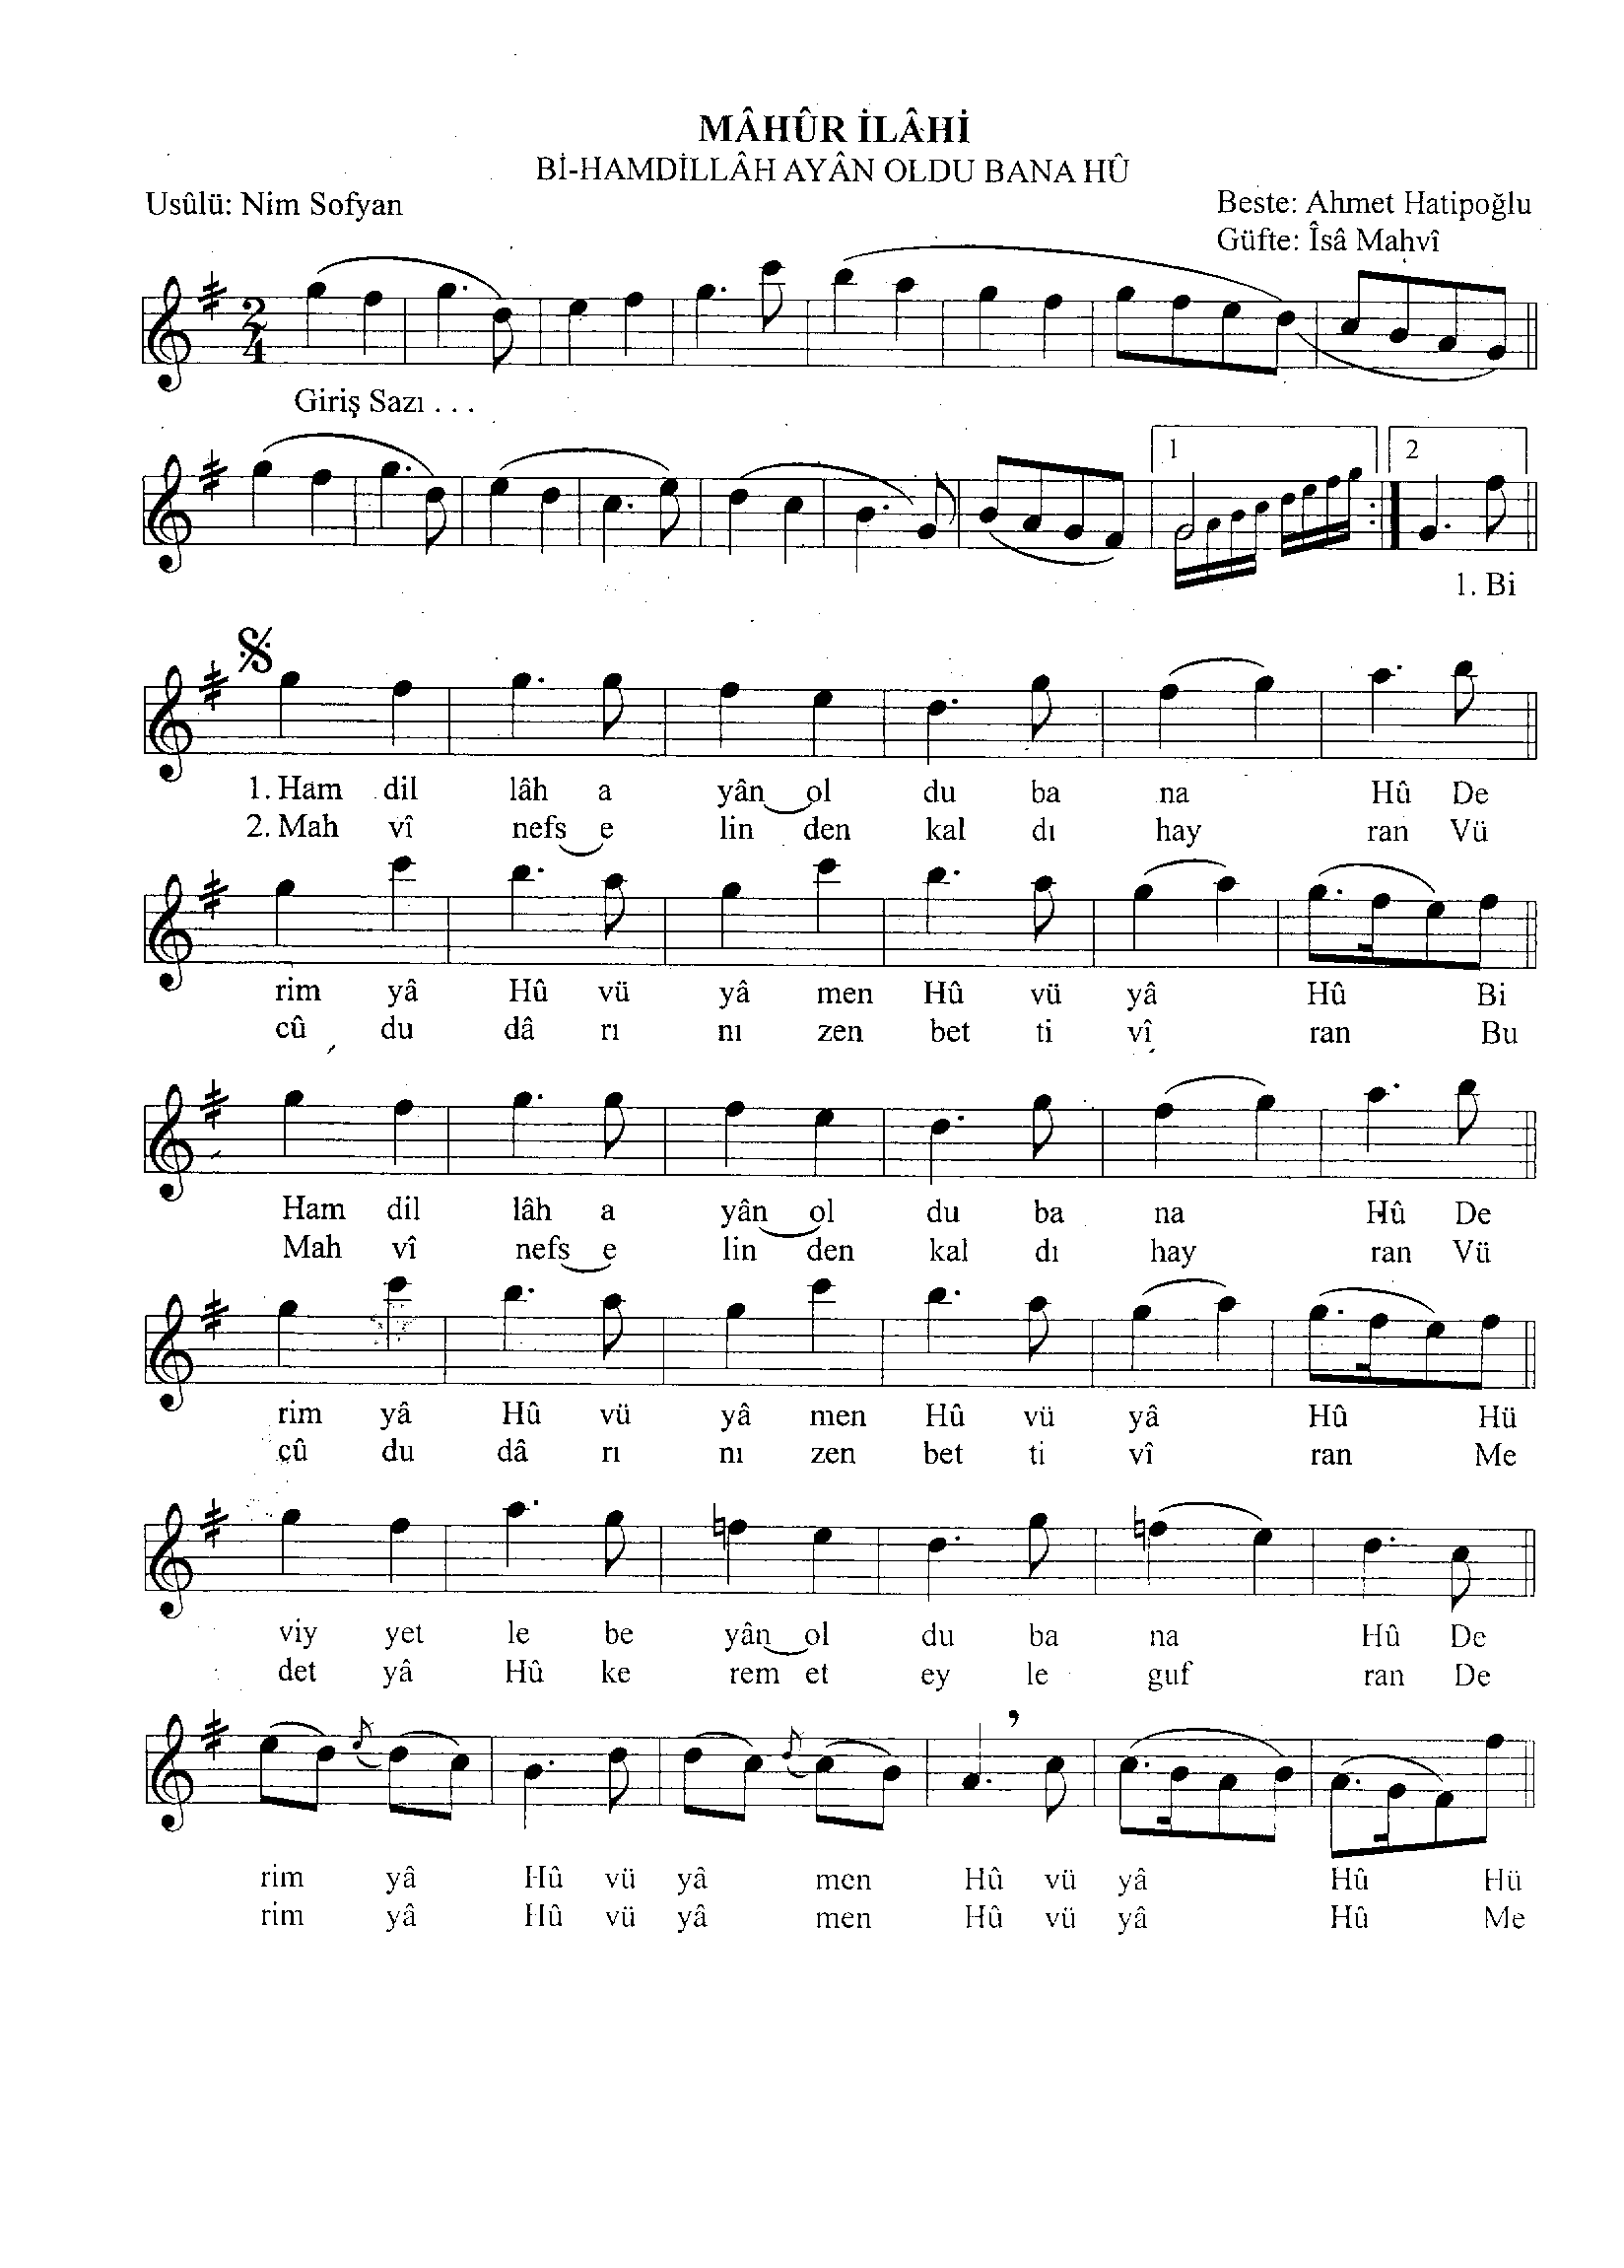 MÂHÛR İLÂHİ
Bİ-HAMDİLLÂH AYÂN OLDU BANA HÛ
Usûlü: Nim Sofyan
Beste: Ahmet Hatipoğlu
Güfte: Îsâ Mahvî
2/4
Giriş Sazı . . .
1 2
1. Bi
1. Ham dil lâh a yân ol du ba na Hû De
2. Mah vî nefs e lin den kal dı hay ran Vü
rim yâ Hû vü yâ men Hû vü yâ Hû Bi
cû du dâ rı nı zen bet ti vî ran Bu
Ham dil lâh a yân ol du ba na Hû De
Mah vî nefs e lin den kal dı hay ran Vü
rim yâ Hû vü yâ men Hû vü yâ Hû Hü
cû du dâ rı nı zen bet ti vî ran Me
viy yet le be yân ol du ba na Hû De
det yâ Hû ke rem et ey le guf ran De
rim yâ Hû vü yâ men Hû vü yâ Hû Hü
rim yâ Hû vü yâ men Hû vü yâ Hû Me